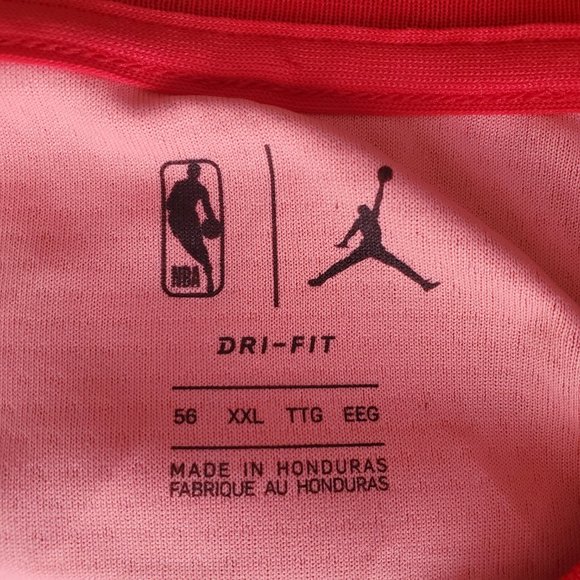 NBA
DRI-FIT
56 XXL TTG EEG
MADE IN HONDURAS
FABRIQUE AU HONDURAS